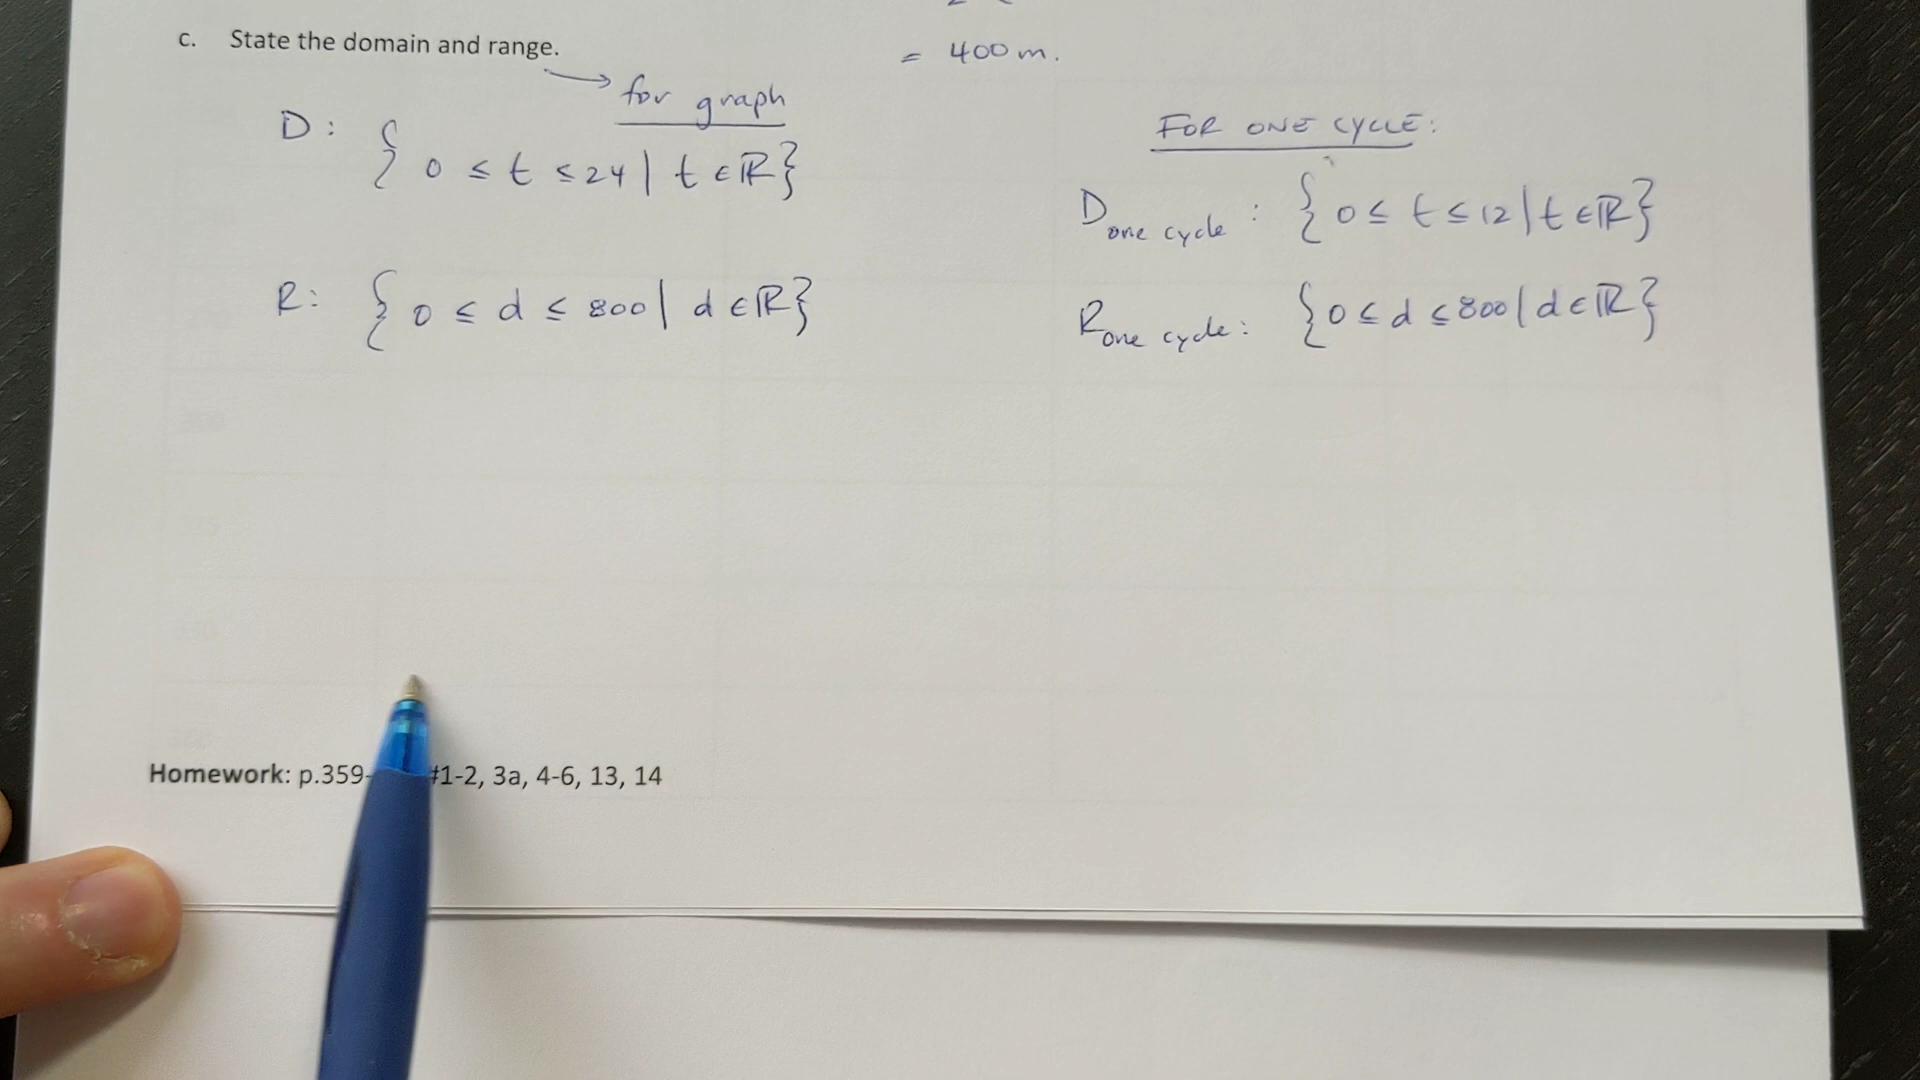 c. State the domain and range.
= 400 m.
for graph
D: { 0 ≤ t ≤ 24 | t ∈ ℝ}
R: { 0 ≤ d ≤ 800 | d ∈ ℝ}
FOR ONE CYCLE:
D one cycle : { 0 ≤ t ≤ 12 | t ∈ ℝ}
R one cycle: { 0 ≤ d ≤ 800 | d ∈ ℝ}
Homework: p.359- #1-2, 3a, 4-6, 13, 14